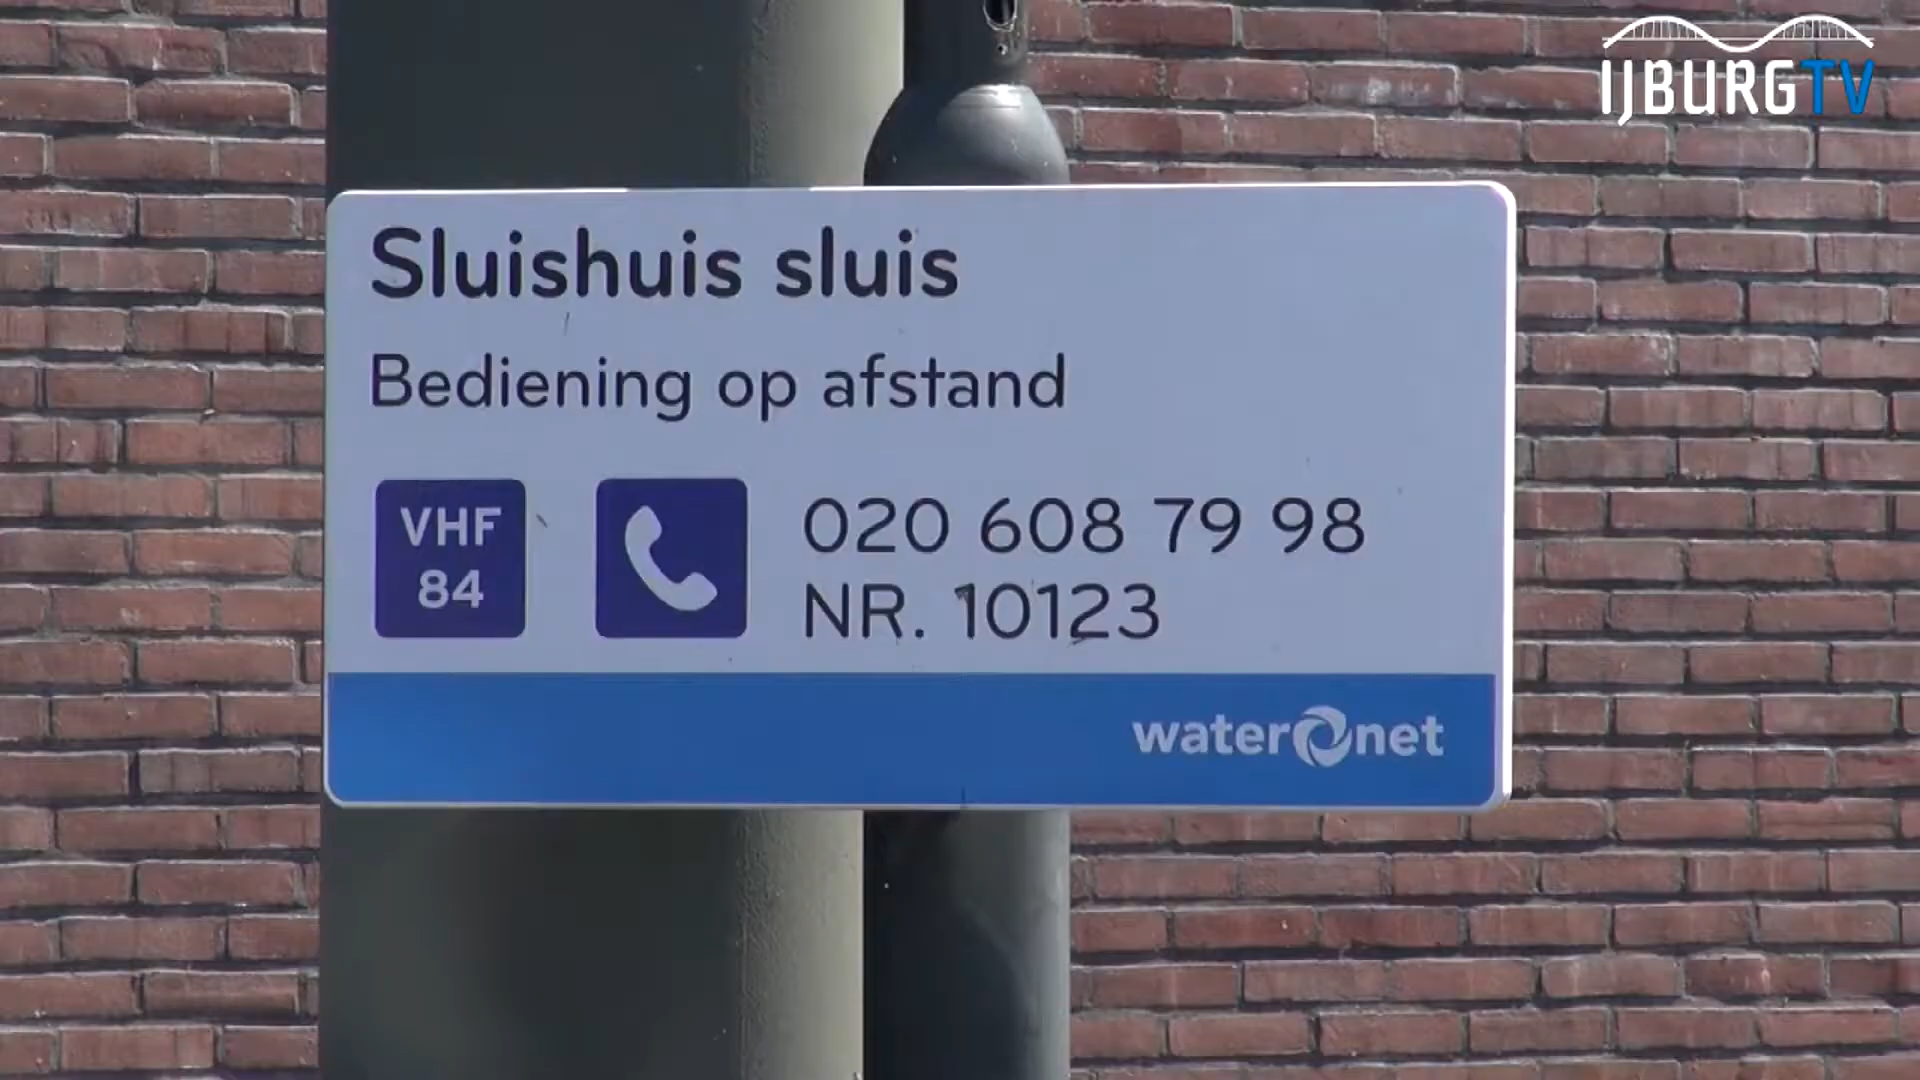 IJBURGTV
Sluishuis sluis
Bediening op afstand
VHF
84
020 608 79 98
NR. 10123
waternet